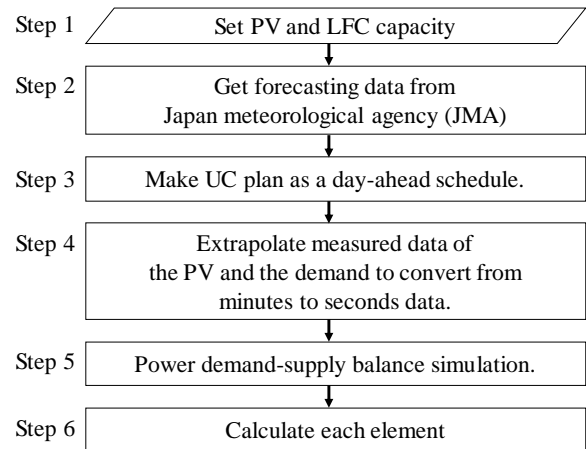 Step 1
Set PV and LFC capacity
Step 2
Get forecasting data from
Japan meteorological agency (JMA)
Step 3
Make UC plan as a day-ahead schedule.
Step 4
Extrapolate measured data of
the PV and the demand to convert from
minutes to seconds data.
Step 5
Power demand-supply balance simulation.
Step 6
Calculate each element